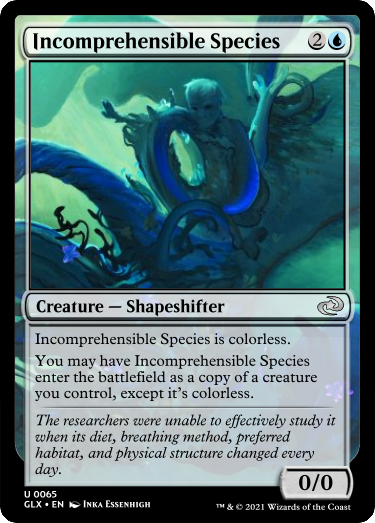 Incomprehensible Species 2
Creature — Shapeshifter
Incomprehensible Species is colorless.
You may have Incomprehensible Species
enter the battlefield as a copy of a creature
you control, except it's colorless.
The researchers were unable to effectively study it
when its diet, breathing method, preferred
habitat, and physical structure changed every
day.
0/0
U 0065
GLX • EN Inka Essenhigh
™ & © 2021 Wizards of the Coast